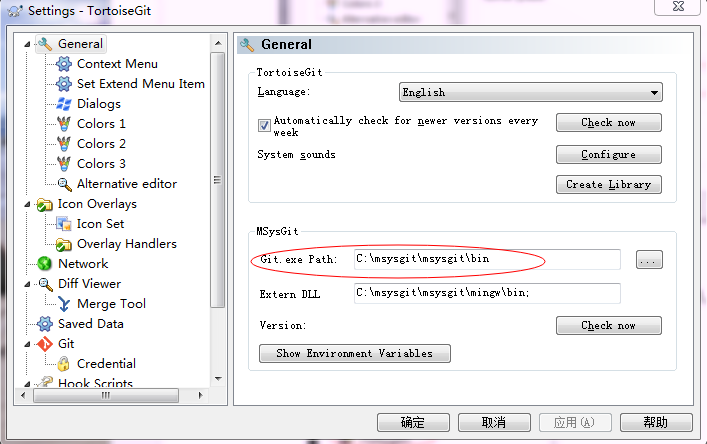 Settings - TortoiseGit
General
Context Menu
Set Extend Menu Item
Dialogs
Colors 1
Colors 2
Colors 3
Alternative editor
Icon Overlays
Icon Set
Overlay Handlers
Network
Diff Viewer
Merge Tool
Saved Data
Git
Credential
Hook Scripts
General
TortoiseGit
Language: English
Automatically check for newer versions every
week
Check now
System sounds Configure
Create Library
MSysGit
Git.exe Path: C:\msysgit\msysgit\bin ...
Extern DLL C:\msysgit\msysgit\mingw\bin;
Version: Check now
Show Environment Variables
确定 取消 应用(A) 帮助